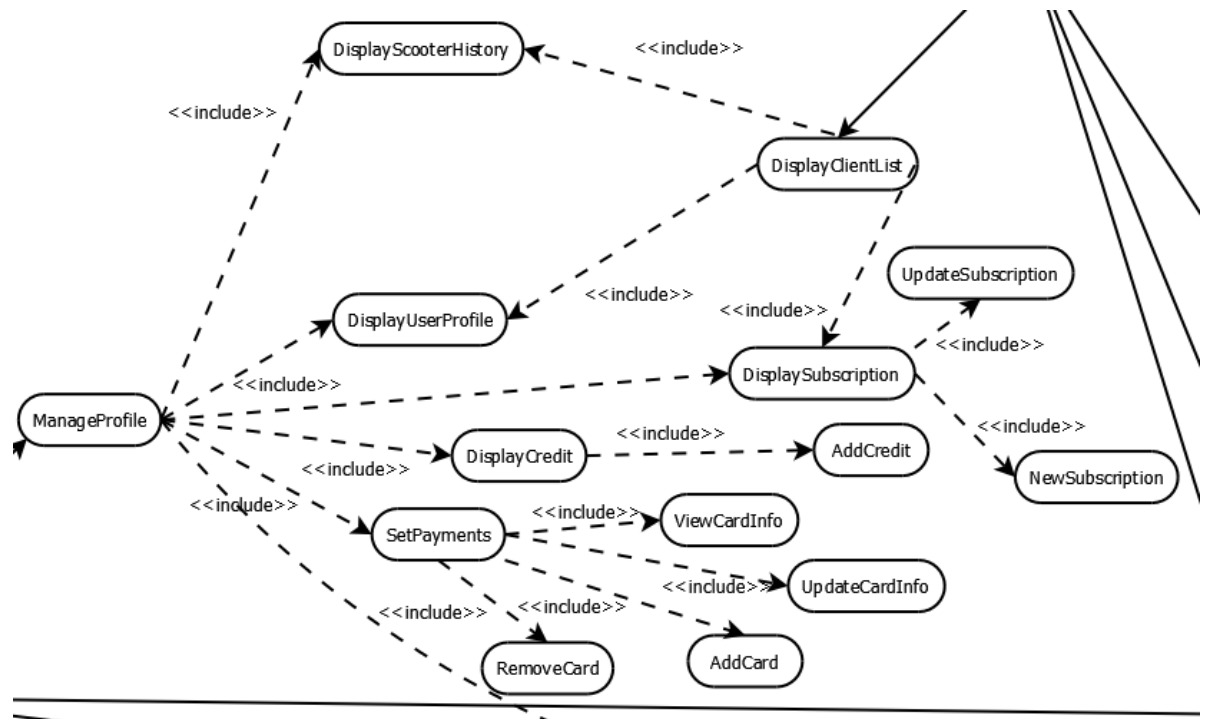 DisplayScooterHistory
<<include>>
<<include>>
DisplayClientList
UpdateSubscription
<<include>>
<<include>>
DisplayUserProfile
<<include>>
DisplaySubscription
<<include>>
ManageProfile
<<include>>
<<include>>
AddCredit
DisplayCredit
<<include>>
NewSubscription
<<include>>
<<include>>
ViewCardInfo
SetPayments
<<include>>
UpdateCardInfo
<<include>>
<<include>>
RemoveCard
AddCard